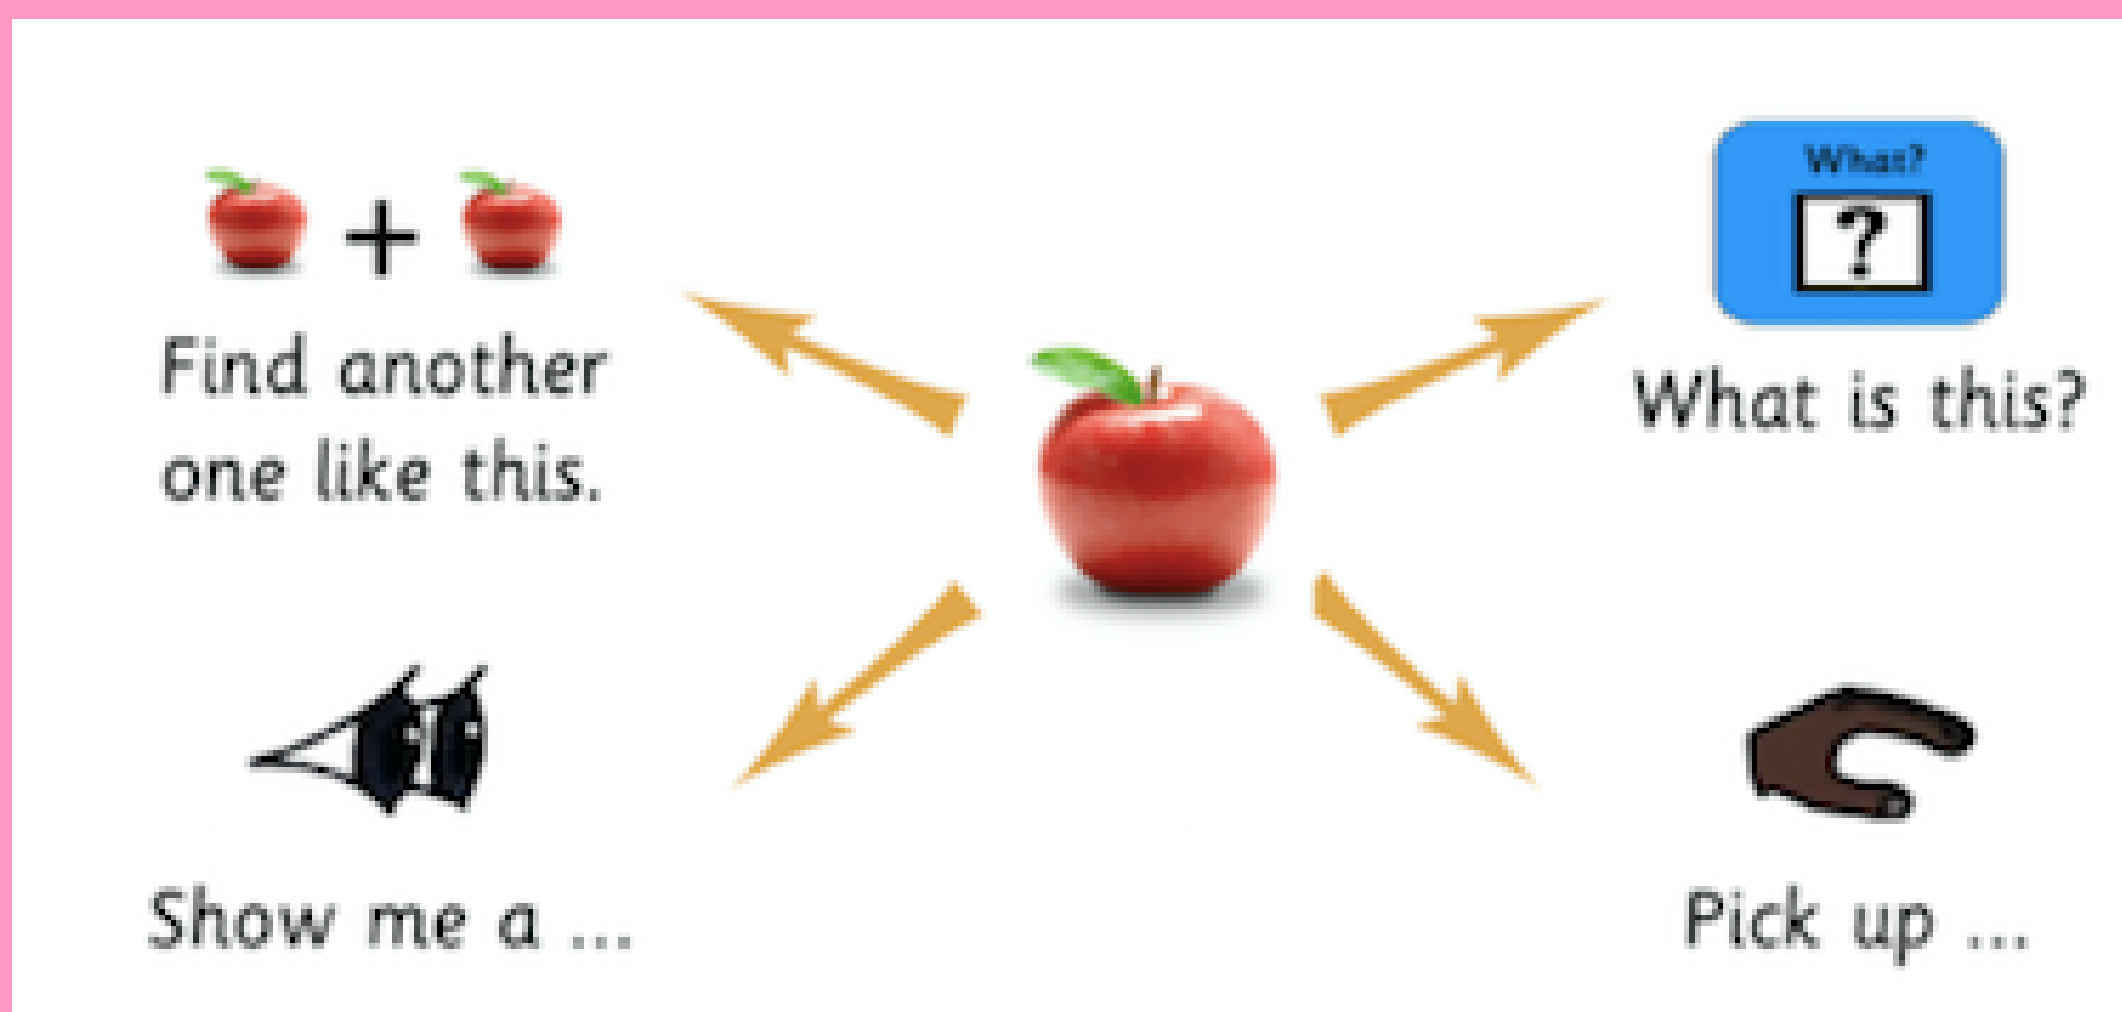 +
What?
?
Find another
one like this.
What is this?
Show me a ...
Pick up ...